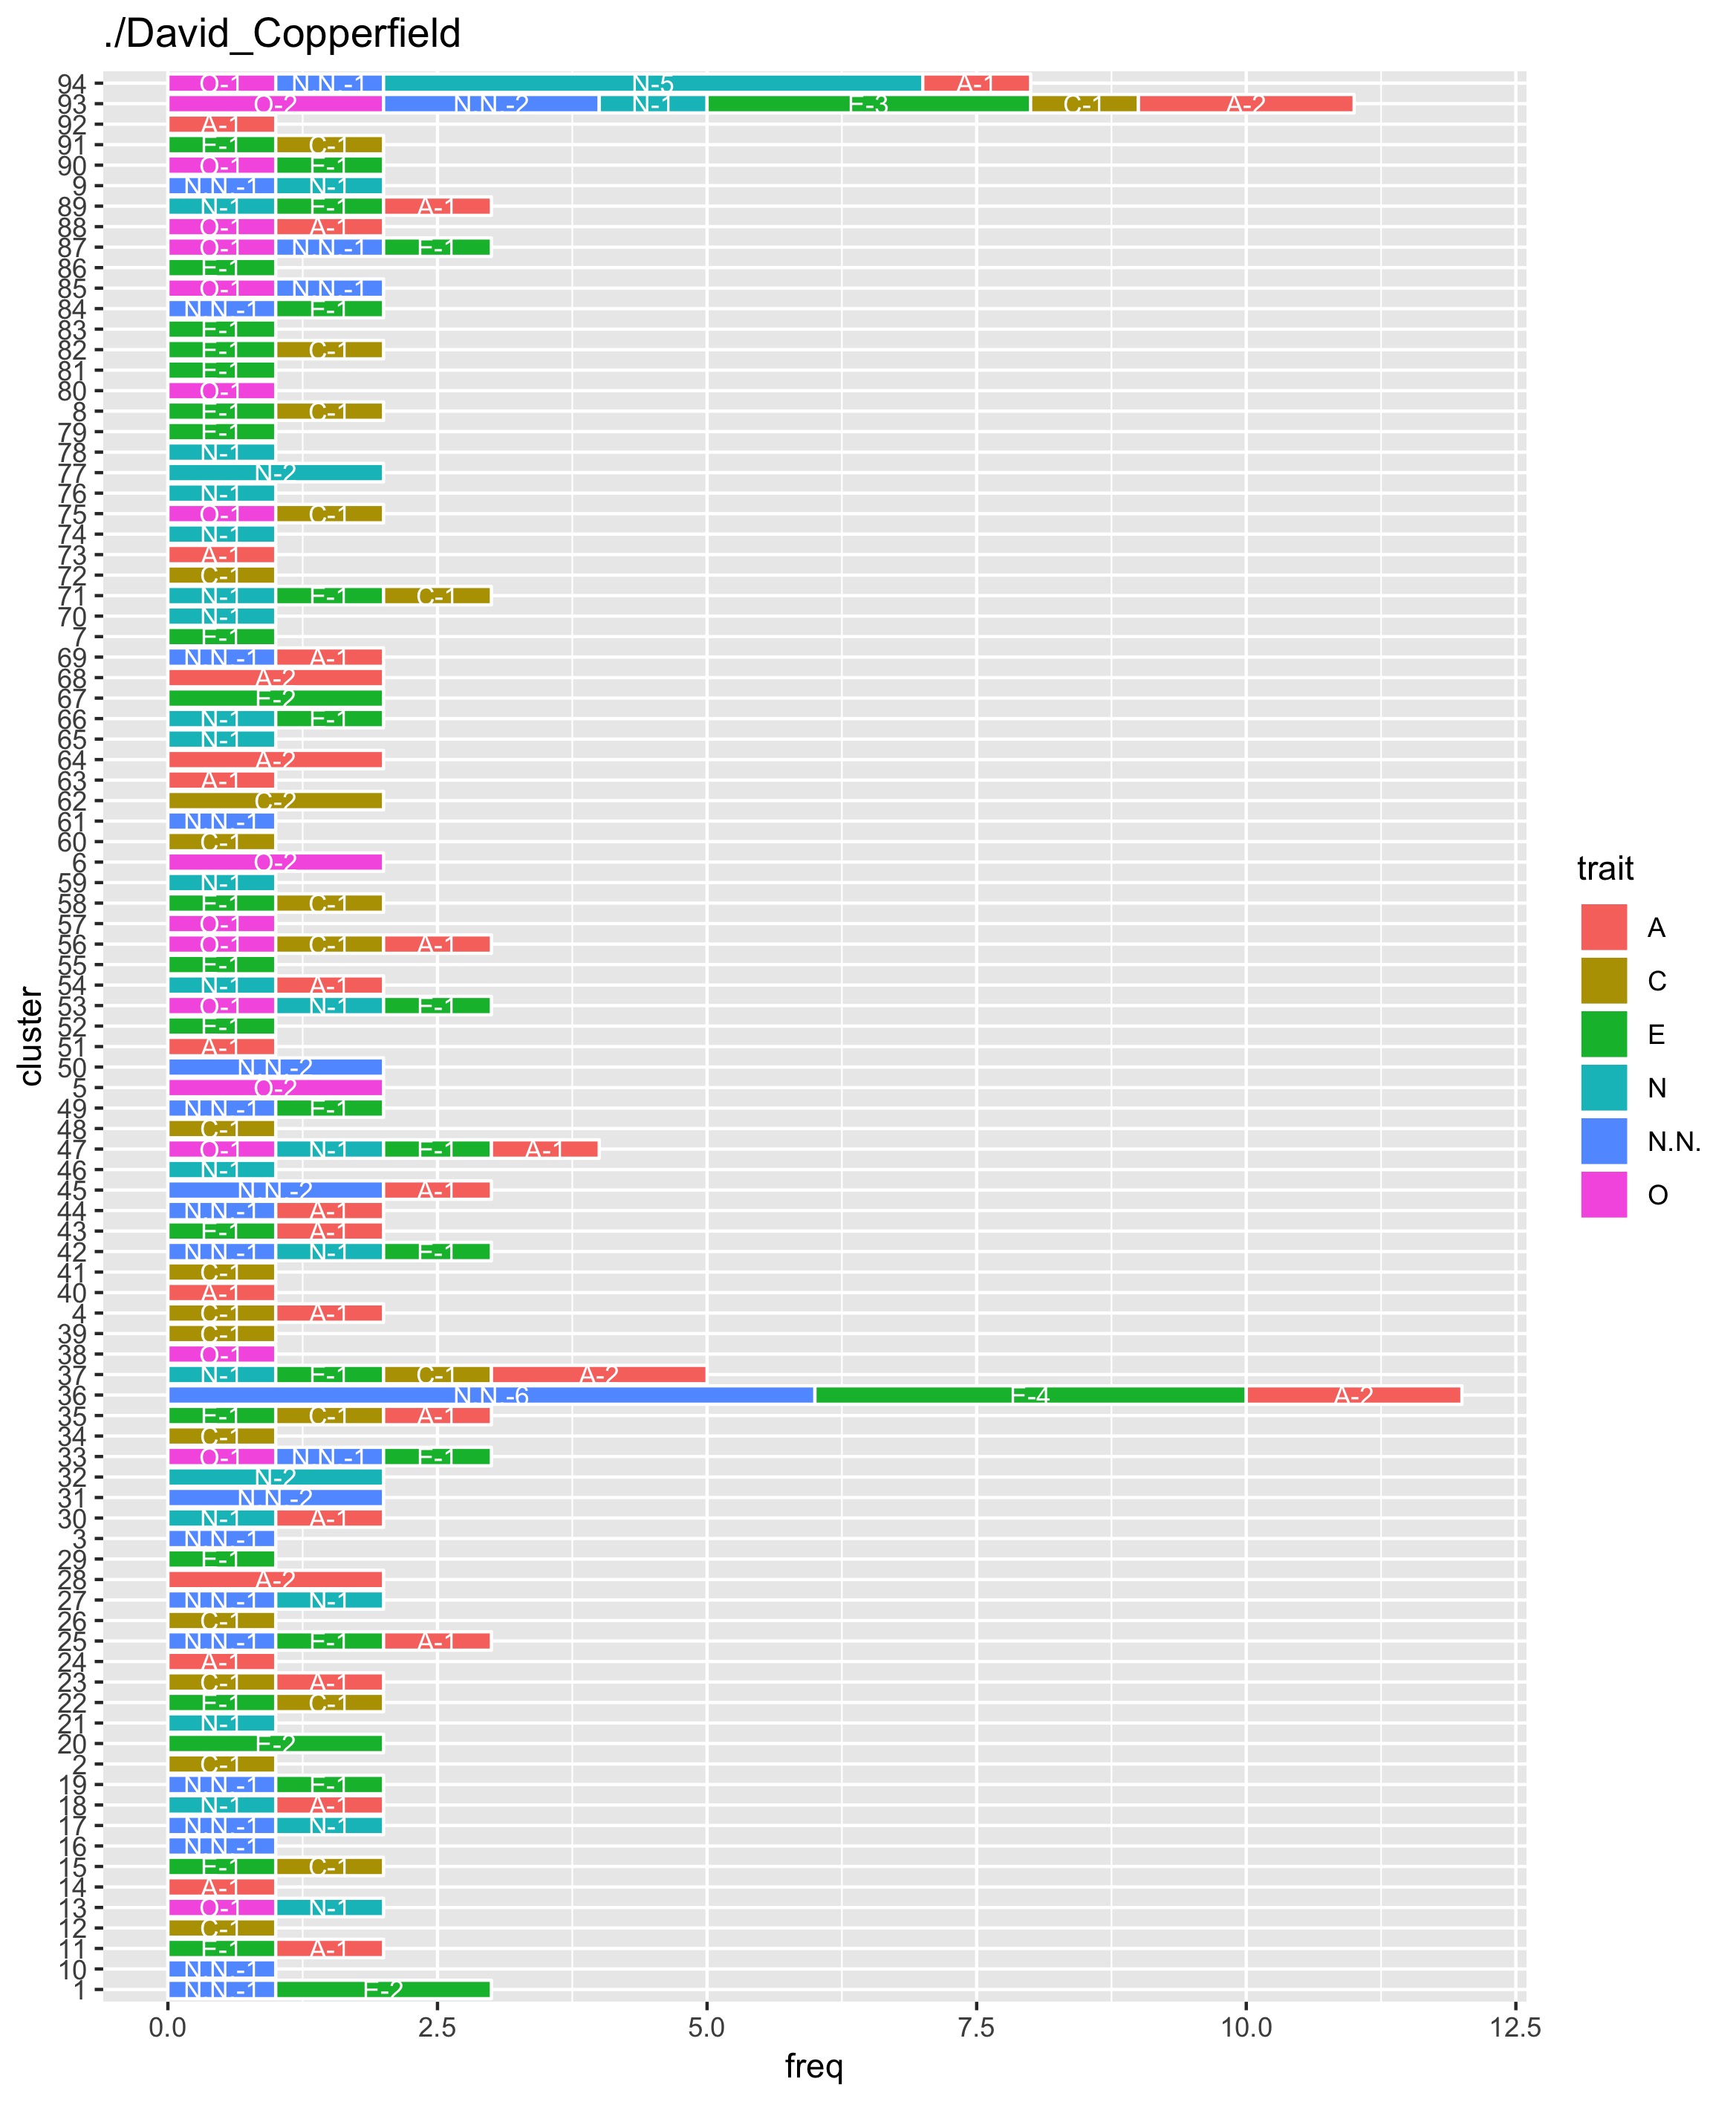 ./David_Copperfield
94 O-1 N.N.-1 N-5 A-1
93 O-2 N.N.-2 N-1 E-3 C-1 A-2
92 A-1
91 E-1 C-1
90 O-1 E-1
9 N.N.-1 N-1
89 N-1 E-1 A-1
88 O-1 A-1
87 O-1 N.N.-1 E-1
86 E-1
85 O-1 N.N.-1
84 N.N.-1 E-1
83 E-1
82 E-1 C-1
81 E-1
80 O-1
8 E-1 C-1
79 E-1
78 N-1
77 N-2
76 N-1
75 O-1 C-1
74 N-1
73 A-1
72 C-1
71 N-1 E-1 C-1
70 N-1
7 E-1
69 N.N.-1 A-1
68 A-2
67 E-2
66 N-1 E-1
65 N-1
64 A-2
63 A-1
62 C-2
61 N.N.-1
60 C-1
6 O-2
59 N-1
58 E-1 C-1
57 O-1
56 O-1 C-1 A-1
55 E-1
54 N-1 A-1
53 O-1 N-1 E-1
52 E-1
51 A-1
50 N.N.-2
5 O-2
49 N.N.-1 E-1
48 C-1
47 O-1 N-1 E-1 A-1
46 N-1
45 N.N.-2 A-1
44 N.N.-1 A-1
43 E-1 A-1
42 N.N.-1 N-1 E-1
41 C-1
40 A-1
4 C-1 A-1
39 C-1
38 O-1
37 N-1 E-1 C-1 A-2
36 N.N.-6 E-4 A-2
35 E-1 C-1 A-1
34 C-1
33 O-1 N.N.-1 E-1
32 N-2
31 N.N.-2
30 N-1 A-1
3 N.N.-1
29 E-1
28 A-2
27 N.N.-1 N-1
26 C-1
25 N.N.-1 E-1 A-1
24 A-1
23 C-1 A-1
22 E-1 C-1
21 N-1
20 E-2
2 C-1
19 N.N.-1 E-1
18 N-1 A-1
17 N.N.-1 N-1
16 N.N.-1
15 E-1 C-1
14 A-1
13 O-1 N-1
12 C-1
11 E-1 A-1
10 N.N.-1
1 N.N.-1 E-2
0.0 2.5 5.0 7.5 10.0 12.5
freq
cluster
trait
A
C
E
N
N.N.
O